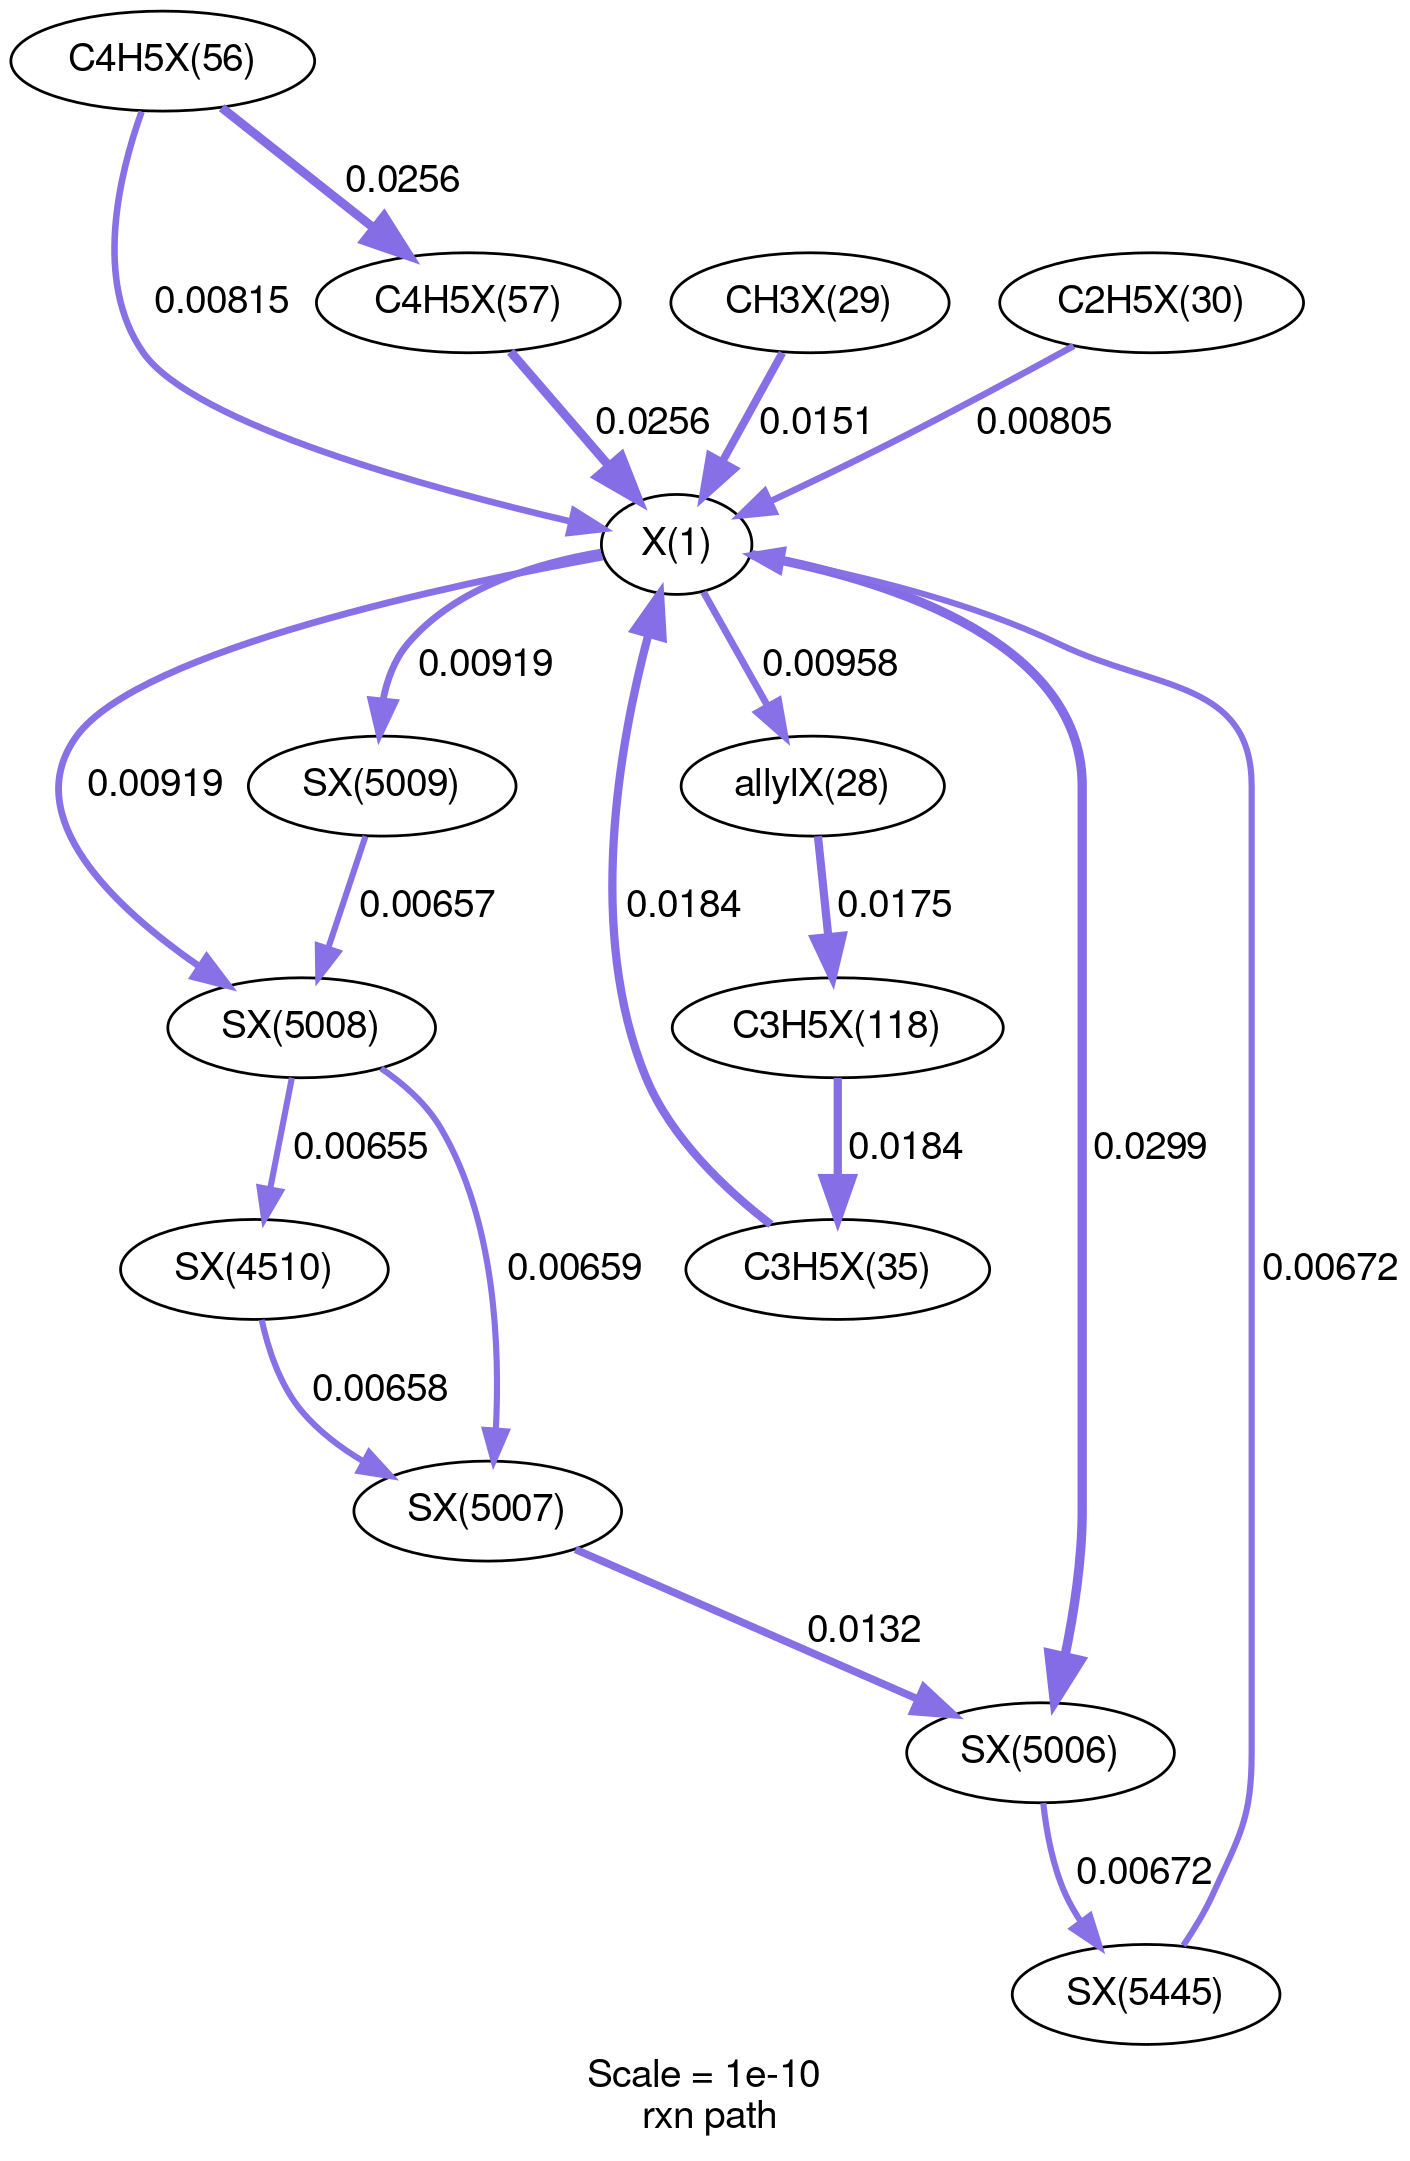 C4H5X(56)
0.0256
0.00815
C4H5X(57)
CH3X(29)
C2H5X(30)
0.0256
0.0151
0.00805
X(1)
0.00919
0.00958
0.00919
SX(5009)
allylX(28)
0.00657
0.0184
0.0175
SX(5008)
C3H5X(118)
0.00655
0.0184
0.0299
SX(4510)
0.00659
C3H5X(35)
0.00672
0.00658
SX(5007)
0.0132
SX(5006)
0.00672
SX(5445)
Scale = 1e-10
rxn path